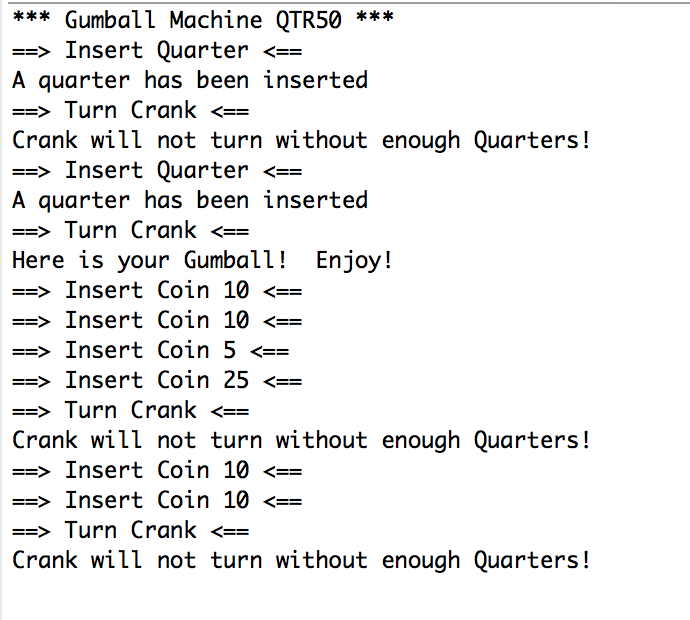 *** Gumball Machine QTR50 ***
==> Insert Quarter <==
A quarter has been inserted
==> Turn Crank <==
Crank will not turn without enough Quarters!
==> Insert Quarter <==
A quarter has been inserted
==> Turn Crank <==
Here is your Gumball!  Enjoy!
==> Insert Coin 10 <==
==> Insert Coin 10 <==
==> Insert Coin 5 <==
==> Insert Coin 25 <==
==> Turn Crank <==
Crank will not turn without enough Quarters!
==> Insert Coin 10 <==
==> Insert Coin 10 <==
==> Turn Crank <==
Crank will not turn without enough Quarters!